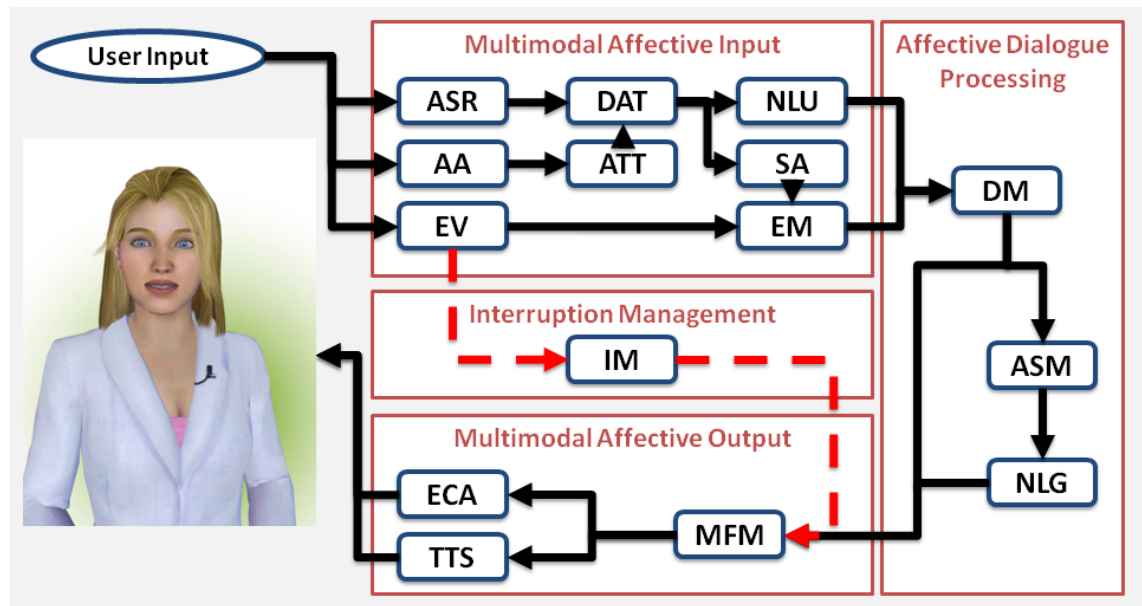 User Input
Multimodal Affective Input
Affective Dialogue
Processing
ASR
DAT
NLU
AA
ATT
SA
EV
EM
DM
Interruption Management
IM
ASM
Multimodal Affective Output
ECA
NLG
MFM
TTS